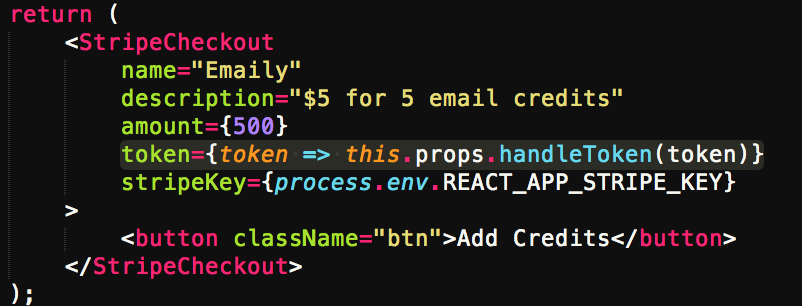 return (
<StripeCheckout
name="Emaily"
description="$5 for 5 email credits"
amount={500}
token={token => this.props.handleToken(token)}
stripeKey={process.env.REACT_APP_STRIPE_KEY}
>
<button className="btn">Add Credits</button>
</StripeCheckout>
);